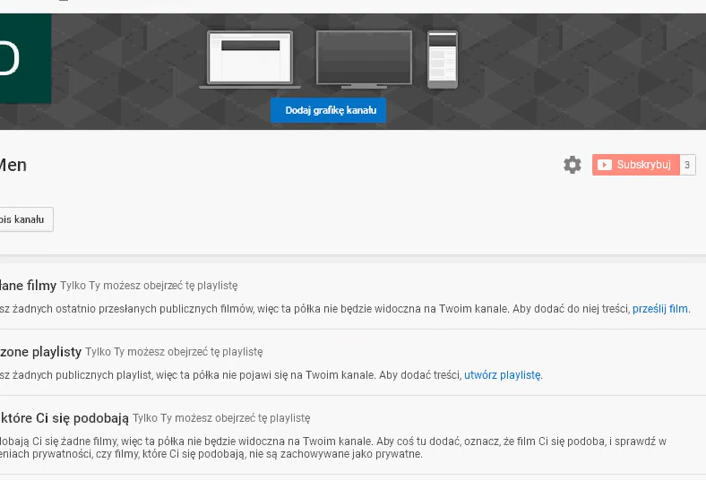 D
Dodaj grafikę kanału
Men
Subskrybuj 3
pis kanału
łane filmy Tylko Ty możesz obejrzeć tę playlistę
sz żadnych ostatnio przesłanych publicznych filmów, więc ta półka nie będzie widoczna na Twoim kanale. Aby dodać do niej treści, prześlij film.
zone playlisty Tylko Ty możesz obejrzeć tę playlistę
sz żadnych publicznych playlist, więc ta półka nie pojawi się na Twoim kanale. Aby dodać treści, utwórz playlistę.
które Ci się podobają Tylko Ty możesz obejrzeć tę playlistę
dobają Ci się żadne filmy, więc ta półka nie będzie widoczna na Twoim kanale. Aby coś tu dodać, oznacz, że film Ci się podoba, i sprawdź w
eniach prywatności, czy filmy, które Ci się podobają, nie są zachowywane jako prywatne.